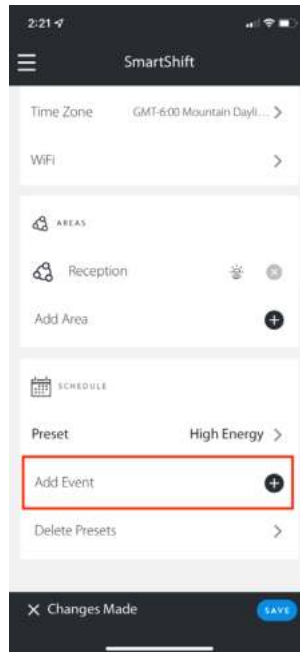 2:21
SmartShift
Time Zone GMT-6:00 Mountain Dayli...
WiFi
AREAS
Reception
Add Area
SCHEDULE
Preset High Energy
Add Event
Delete Presets
Changes Made SAVE